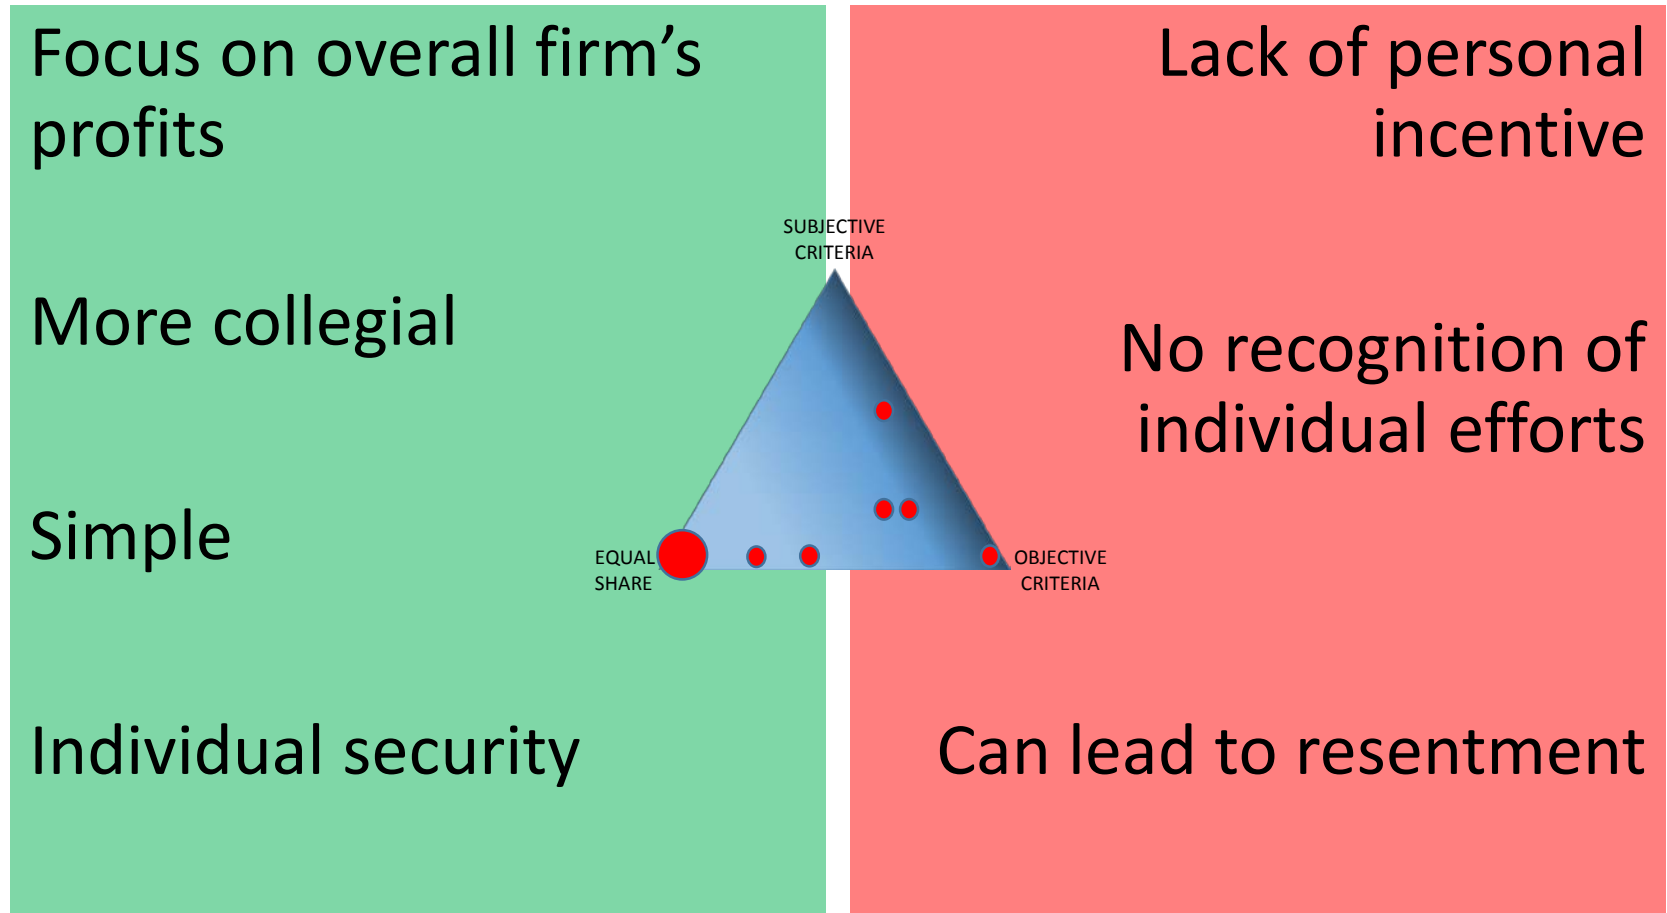 Focus on overall firm’s
profits
More collegial
Simple
Individual security
SUBJECTIVE
CRITERIA
EQUAL
SHARE
OBJECTIVE
CRITERIA
Lack of personal
incentive
No recognition of
individual efforts
Can lead to resentment